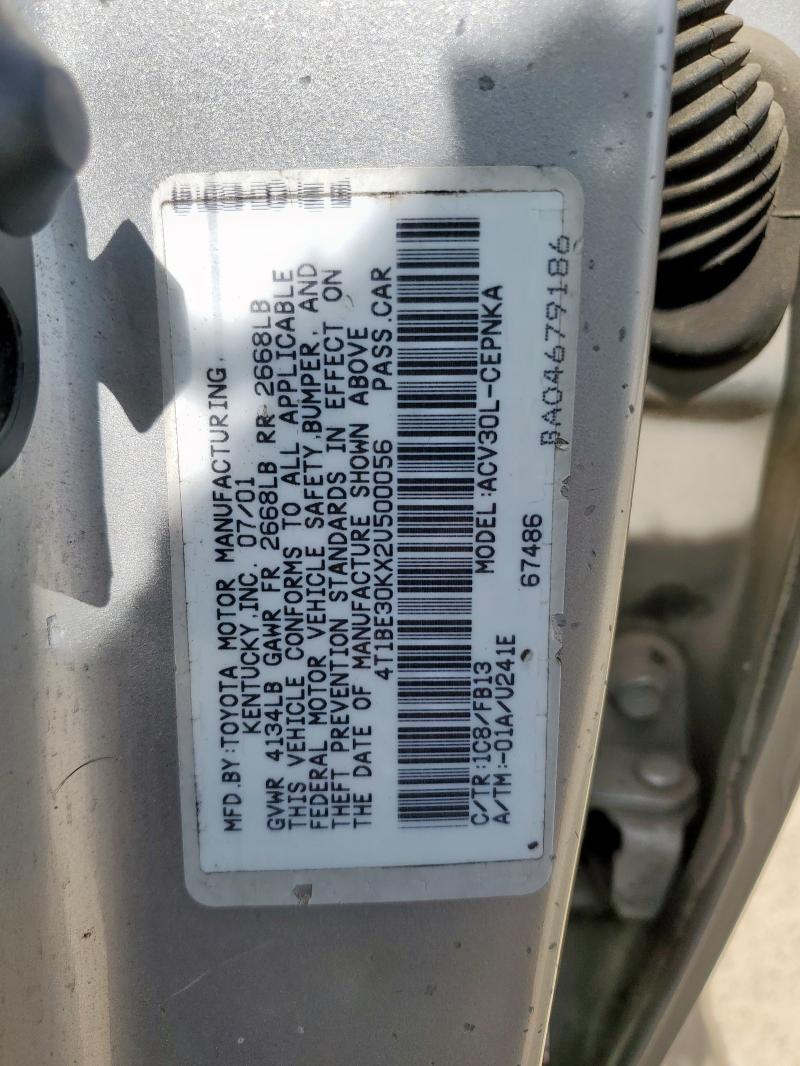 MFD.BY:TOYOTA MOTOR MANUFACTURING,
KENTUCKY,INC. 07/01
GVWR 4134LB GAWR FR 2668LB RR 2668LB
THIS VEHICLE CONFORMS TO ALL APPLICABLE
FEDERAL MOTOR VEHICLE SAFETY,BUMPER, AND
THEFT PREVENTION STANDARDS IN EFFECT ON
THE DATE OF MANUFACTURE SHOWN ABOVE
4T1BE30KX2U500056 PASS.CAR
C/TR:1C8/FB13 MODEL:ACV30L-CEPNKA
A/TM:-01A/U241E 67486
BA04679186